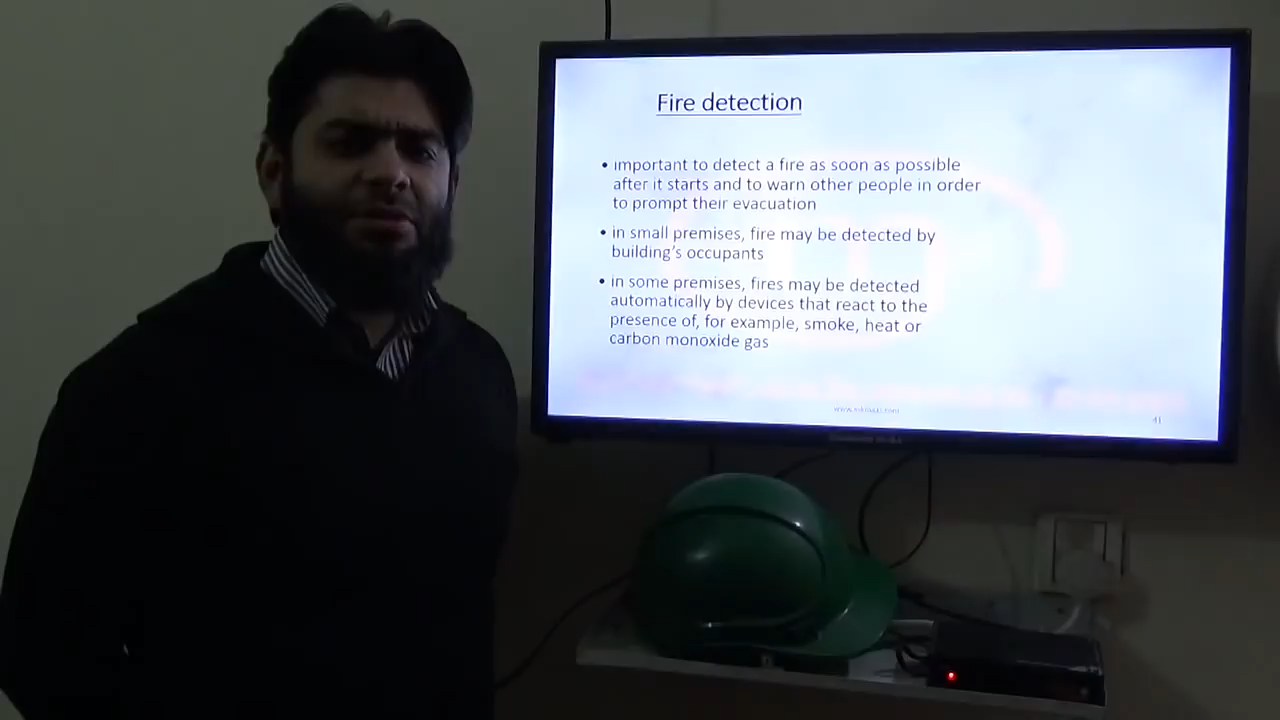 Fire detection
• important to detect a fire as soon as possible
after it starts and to warn other people in order
to prompt their evacuation
• in small premises, fire may be detected by
building's occupants
• in some premises, fires may be detected
automatically by devices that react to the
presence of, for example, smoke, heat or
carbon monoxide gas
41